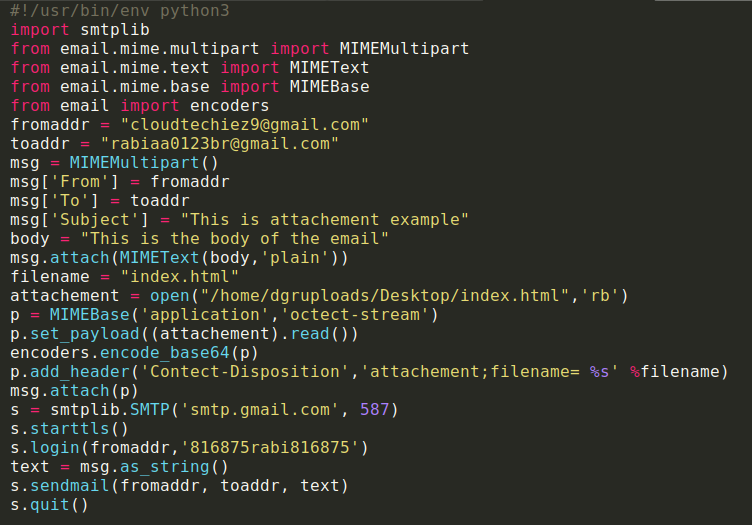 #!/usr/bin/env python3
import smtplib
from email.mime.multipart import MIMEMultipart
from email.mime.text import MIMEText
from email.mime.base import MIMEBase
from email import encoders
fromaddr = "cloudtechiez9@gmail.com"
toaddr = "rabiaa0123br@gmail.com"
msg = MIMEMultipart()
msg['From'] = fromaddr
msg['To'] = toaddr
msg['Subject'] = "This is attachement example"
body = "This is the body of the email"
msg.attach(MIMEText(body,'plain'))
filename = "index.html"
attachement = open("/home/dgruploads/Desktop/index.html",'rb')
p = MIMEBase('application','octect-stream')
p.set_payload((attachement).read())
encoders.encode_base64(p)
p.add_header('Contect-Disposition','attachement;filename= %s' %filename)
msg.attach(p)
s = smtplib.SMTP('smtp.gmail.com', 587)
s.starttls()
s.login(fromaddr,'816875rabi816875')
text = msg.as_string()
s.sendmail(fromaddr, toaddr, text)
s.quit()